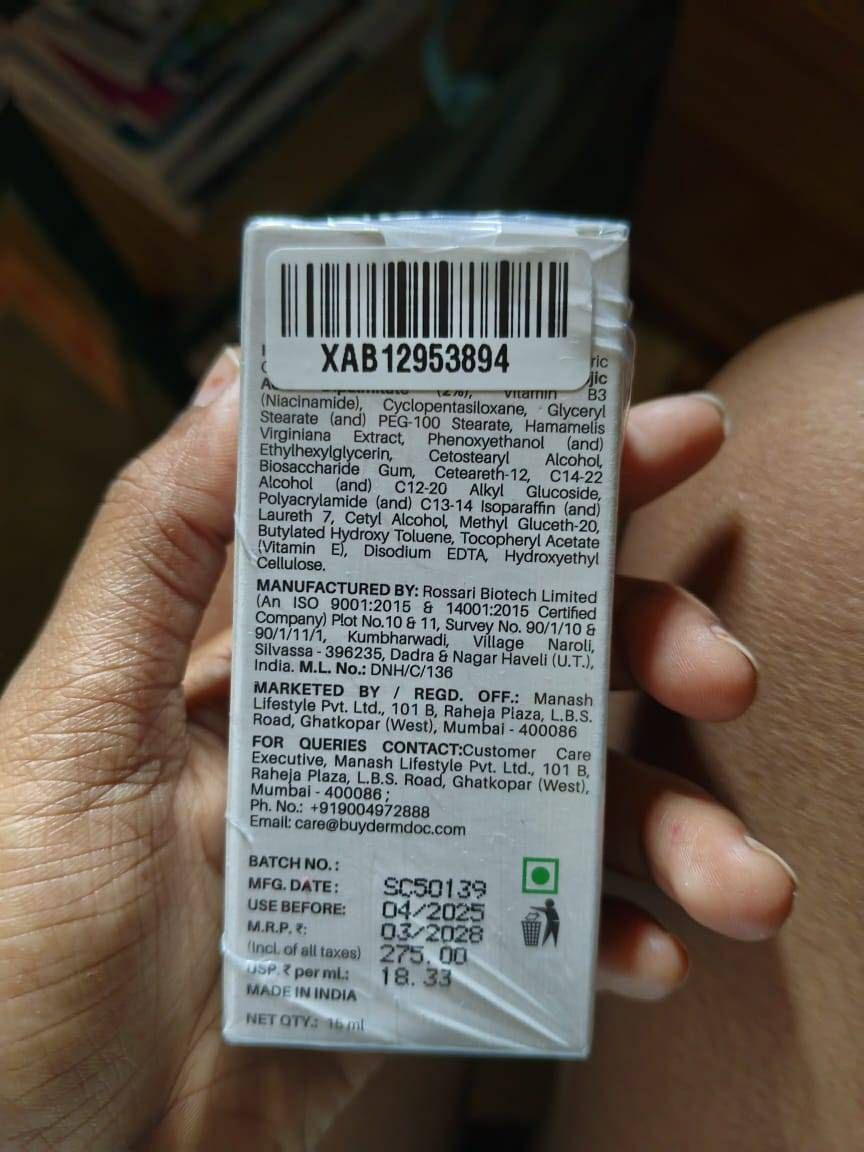 XAB12953894
ric
jic
(2%), Vitamin B3
(Niacinamide), Cyclopentasiloxane, Glyceryl
Stearate (and) PEG-100 Stearate, Hamamelis
Virginiana Extract, Phenoxyethanol (and)
Ethylhexylglycerin, Cetostearyl Alcohol,
Biosaccharide Gum, Ceteareth-12, C14-22
Alcohol (and) C12-20 Alkyl Glucoside,
Polyacrylamide (and) C13-14 Isoparaffin (and)
Laureth 7, Cetyl Alcohol, Methyl Gluceth-20,
Butylated Hydroxy Toluene, Tocopheryl Acetate
(Vitamin E), Disodium EDTA, Hydroxyethyl
Cellulose.
MANUFACTURED BY: Rossari Biotech Limited
(An ISO 9001:2015 & 14001:2015 Certified
Company) Plot No.10 & 11, Survey No. 90/1/10 &
90/1/11/1, Kumbharwadi, Village Naroli,
Silvassa - 396235, Dadra & Nagar Haveli (U.T.),
India. M.L. No.: DNH/C/136
MARKETED BY / REGD. OFF.: Manash
Lifestyle Pvt. Ltd., 101 B, Raheja Plaza, L.B.S.
Road, Ghatkopar (West), Mumbai - 400086
FOR QUERIES CONTACT:Customer Care
Executive, Manash Lifestyle Pvt. Ltd., 101 B,
Raheja Plaza, L.B.S. Road, Ghatkopar (West),
Mumbai - 400086 ;
Ph. No.: +919004972888
Email: care@buydermdoc.com
BATCH NO.: SC50139
MFG. DATE: 04/2025
USE BEFORE: 03/2028
M.R.P. ₹: 275.00
(Incl. of all taxes)
USP. ₹ per ml.: 18.33
MADE IN INDIA
NET QTY.: 15 ml